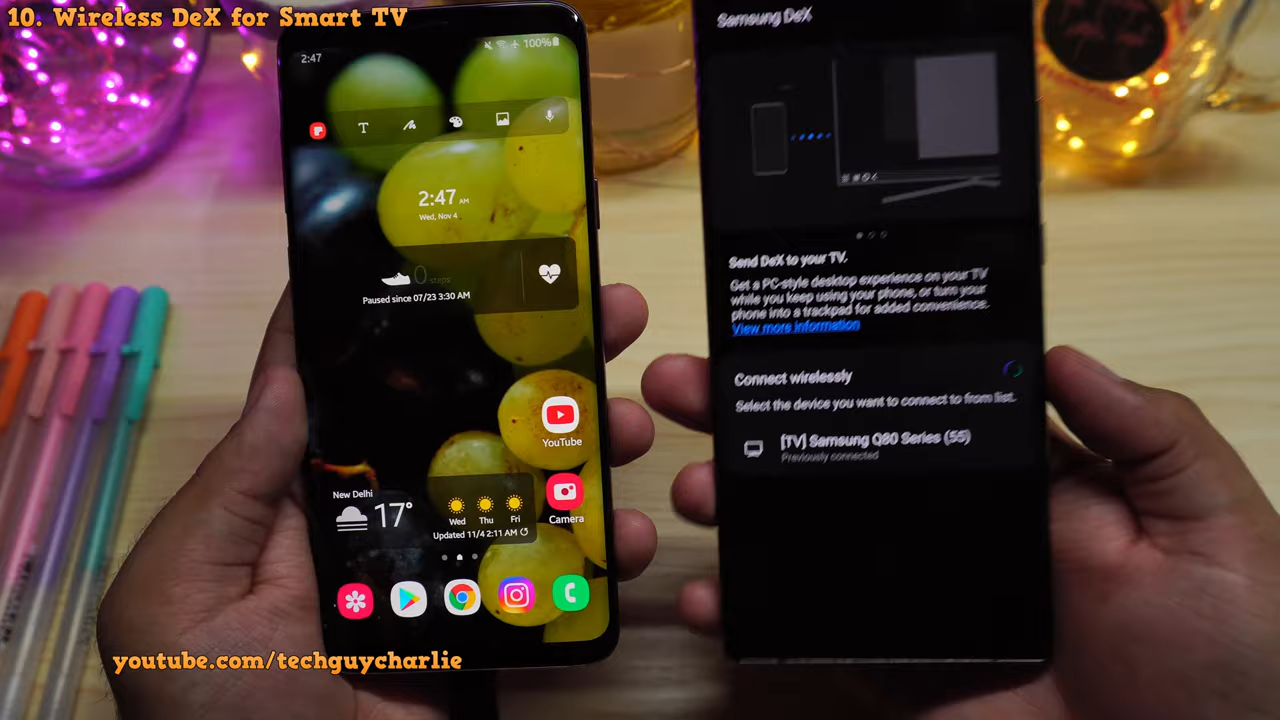 10. Wireless DeX for Smart TV
2:47
100%
T
2:47 AM
Wed, Nov 4
0 steps
Paused since 07/23 3:30 AM
YouTube
New Delhi
17°
Wed Thu Fri
Updated 11/4 2:11 AM
Camera
Samsung DeX
Send DeX to your TV.
Get a PC-style desktop experience on your TV
while you keep using your phone, or turn your
phone into a trackpad for added convenience.
View more information
Connect wirelessly
Select the device you want to connect to from list.
[TV] Samsung Q80 Series (55)
Previously connected
youtube.com/techguycharlie